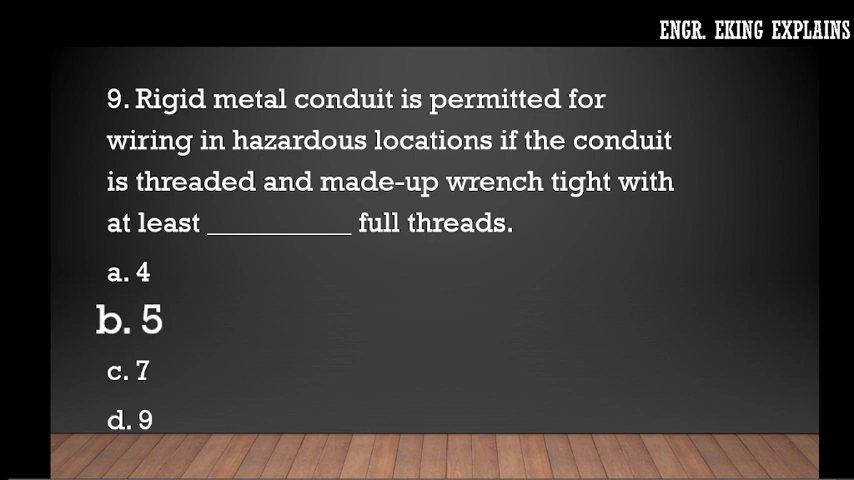 ENGR. EKING EXPLAINS
9. Rigid metal conduit is permitted for
wiring in hazardous locations if the conduit
is threaded and made-up wrench tight with
at least __________ full threads.
a. 4
b. 5
c. 7
d. 9